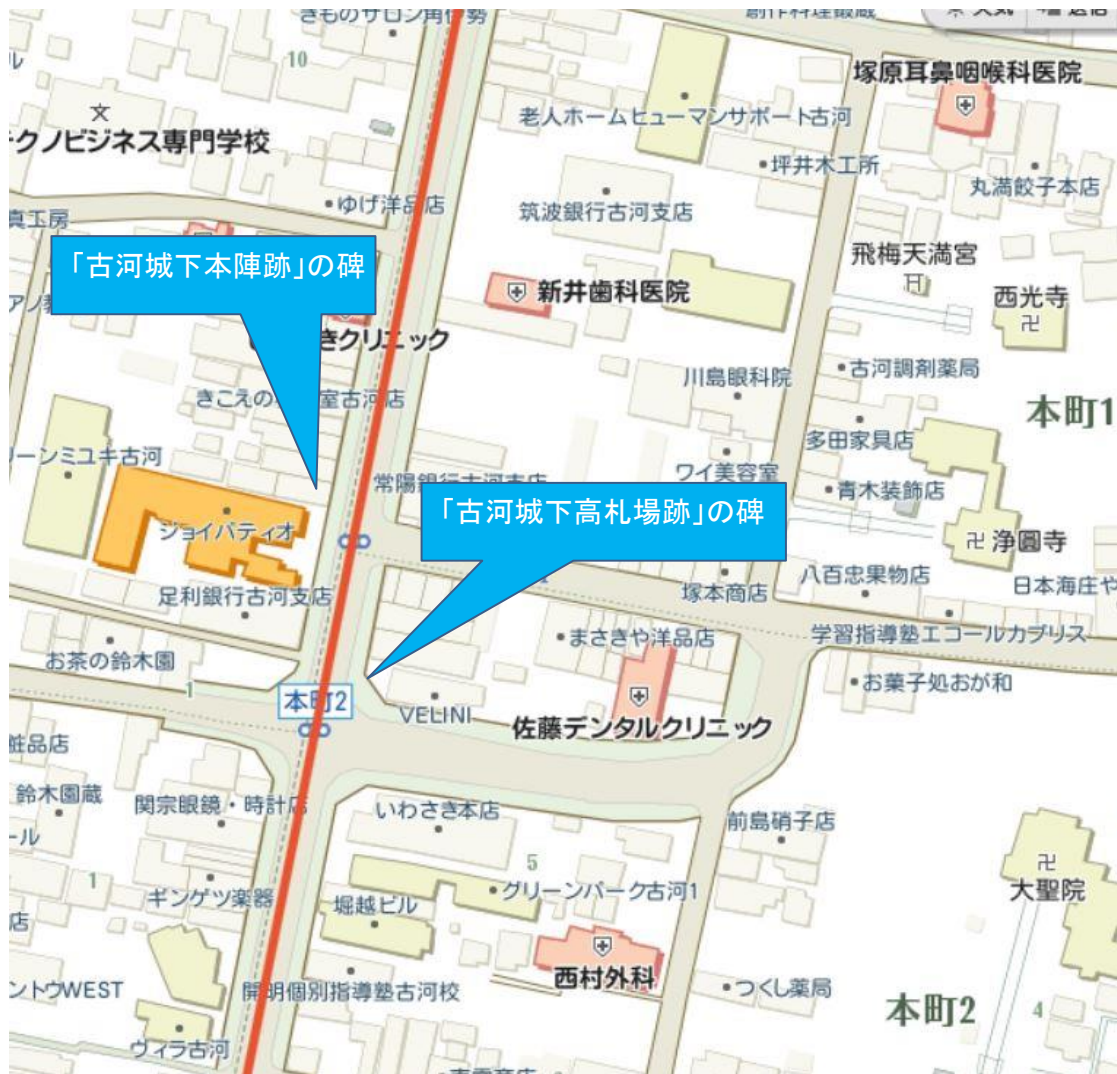 きものサロン角伊勢
10
塚原耳鼻咽喉科医院
老人ホームヒューマンサポート古河
クノビジネス専門学校
坪井木工所
丸満餃子本店
ゆげ洋品店
筑波銀行古河支店
真工房
飛梅天満宮
「古河城下本陣跡」の碑
新井歯科医院
西光寺
きクリニック
川島眼科院
古河調剤薬局
本町1
多田家具店
ーンミユキ古河
ワイ美容室
常陽銀行古河支店
青木装飾店
「古河城下高札場跡」の碑
ジョイパティオ
浄圓寺
八百忠果物店
足利銀行古河支店
塚本商店
日本海庄や
まさきや洋品店
学習指導塾エコールカブリス
お茶の鈴木園
お菓子処おが和
1
本町2
VELINI
佐藤デンタルクリニック
粧品店
鈴木園蔵
関宗眼鏡・時計店
いわさき本店
前島硝子店
ール
5
1
大聖院
ギンゲツ楽器
堀越ビル
グリーンパーク古河1
店
西村外科
ントウWEST
開明個別指導塾古河校
つくし薬局
本町2
4
ヴィラ古河